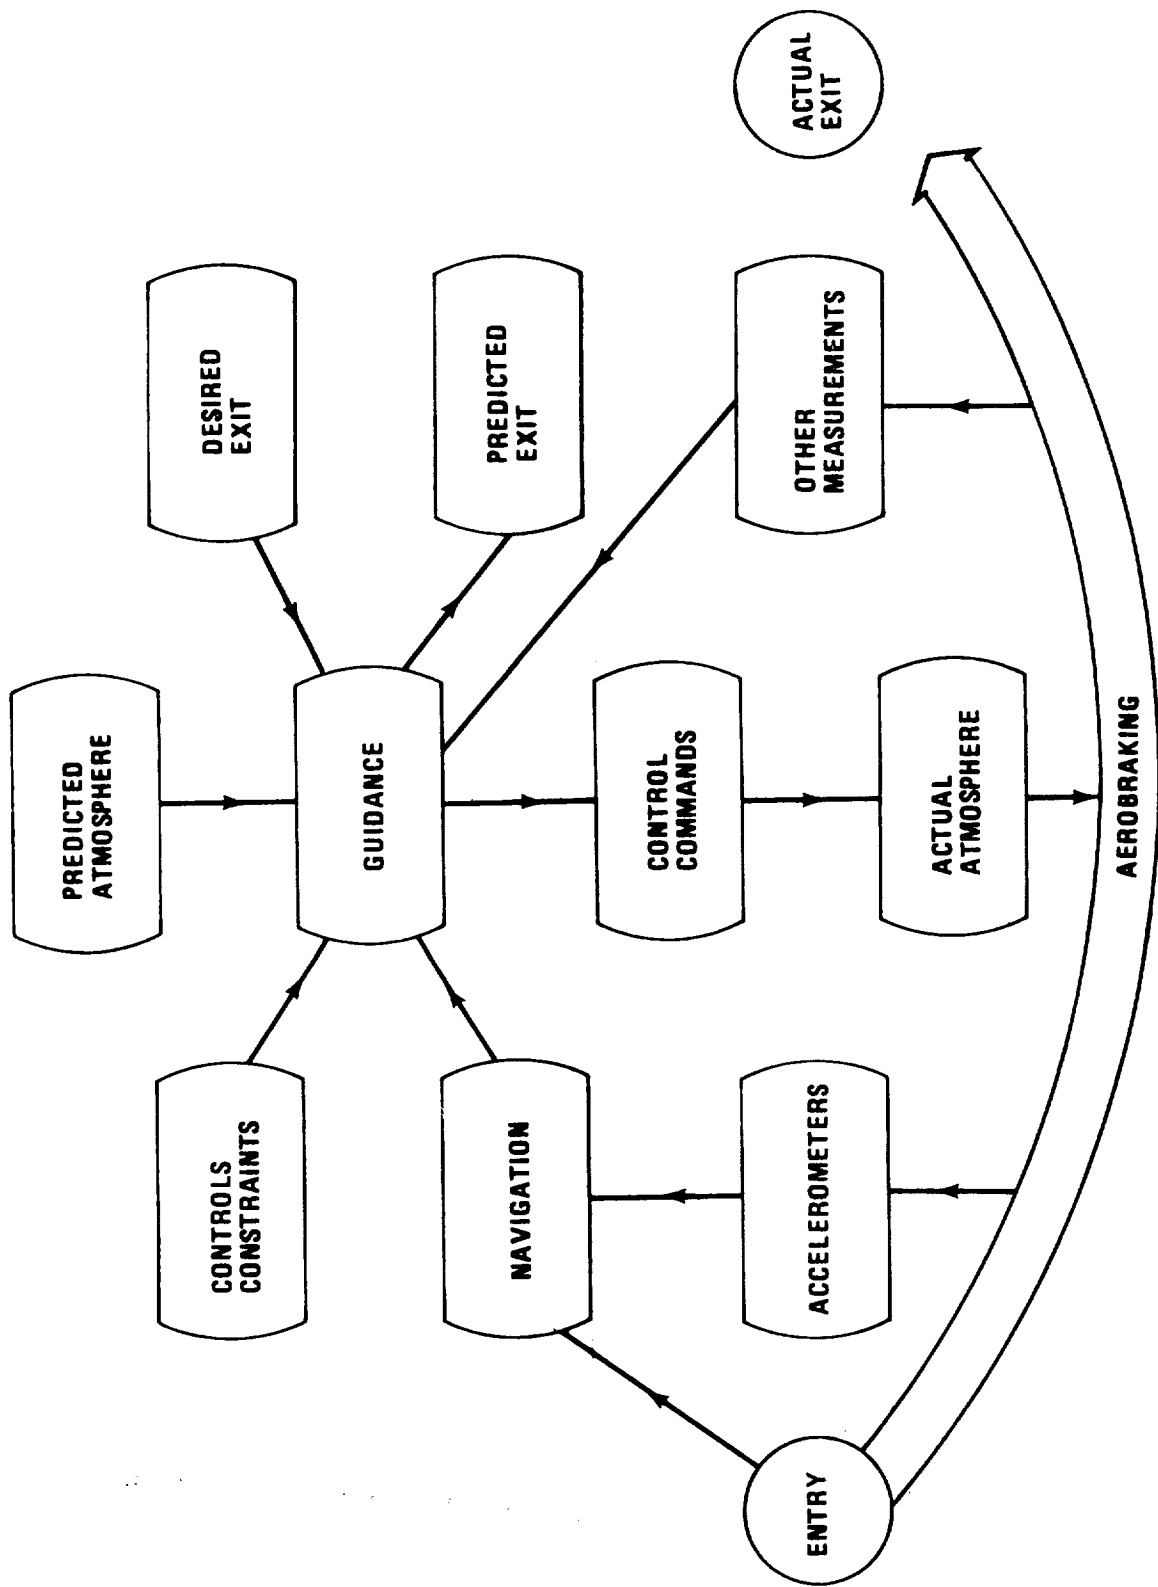 PREDICTED
ATMOSPHERE
CONTROLS
CONSTRAINTS
DESIRED
EXIT
GUIDANCE
NAVIGATION
PREDICTED
EXIT
CONTROL
COMMANDS
ENTRY
ACCELEROMETERS
OTHER
MEASUREMENTS
ACTUAL
EXIT
ACTUAL
ATMOSPHERE
AEROBRAKING